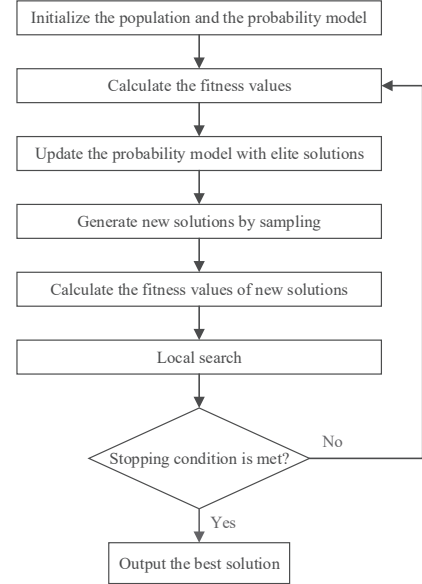 Initialize the population and the probability model
Calculate the fitness values
Update the probability model with elite solutions
Generate new solutions by sampling
Calculate the fitness values of new solutions
Local search
Stopping condition is met?
No
Yes
Output the best solution